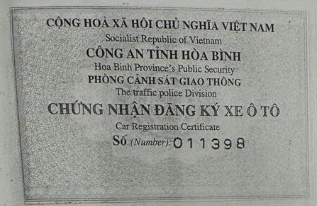 CỘNG HOÀ XÃ HỘI CHỦ NGHĨA VIỆT NAM
Socialist Republic of Vietnam
CÔNG AN TỈNH HÒA BÌNH
Hoa Binh Province's Public Security
PHÒNG CẢNH SÁT GIAO THÔNG
The traffic police Division
CHỨNG NHẬN ĐĂNG KÝ XE Ô TÔ
Car Registration Certificate
Số (Number): 011398